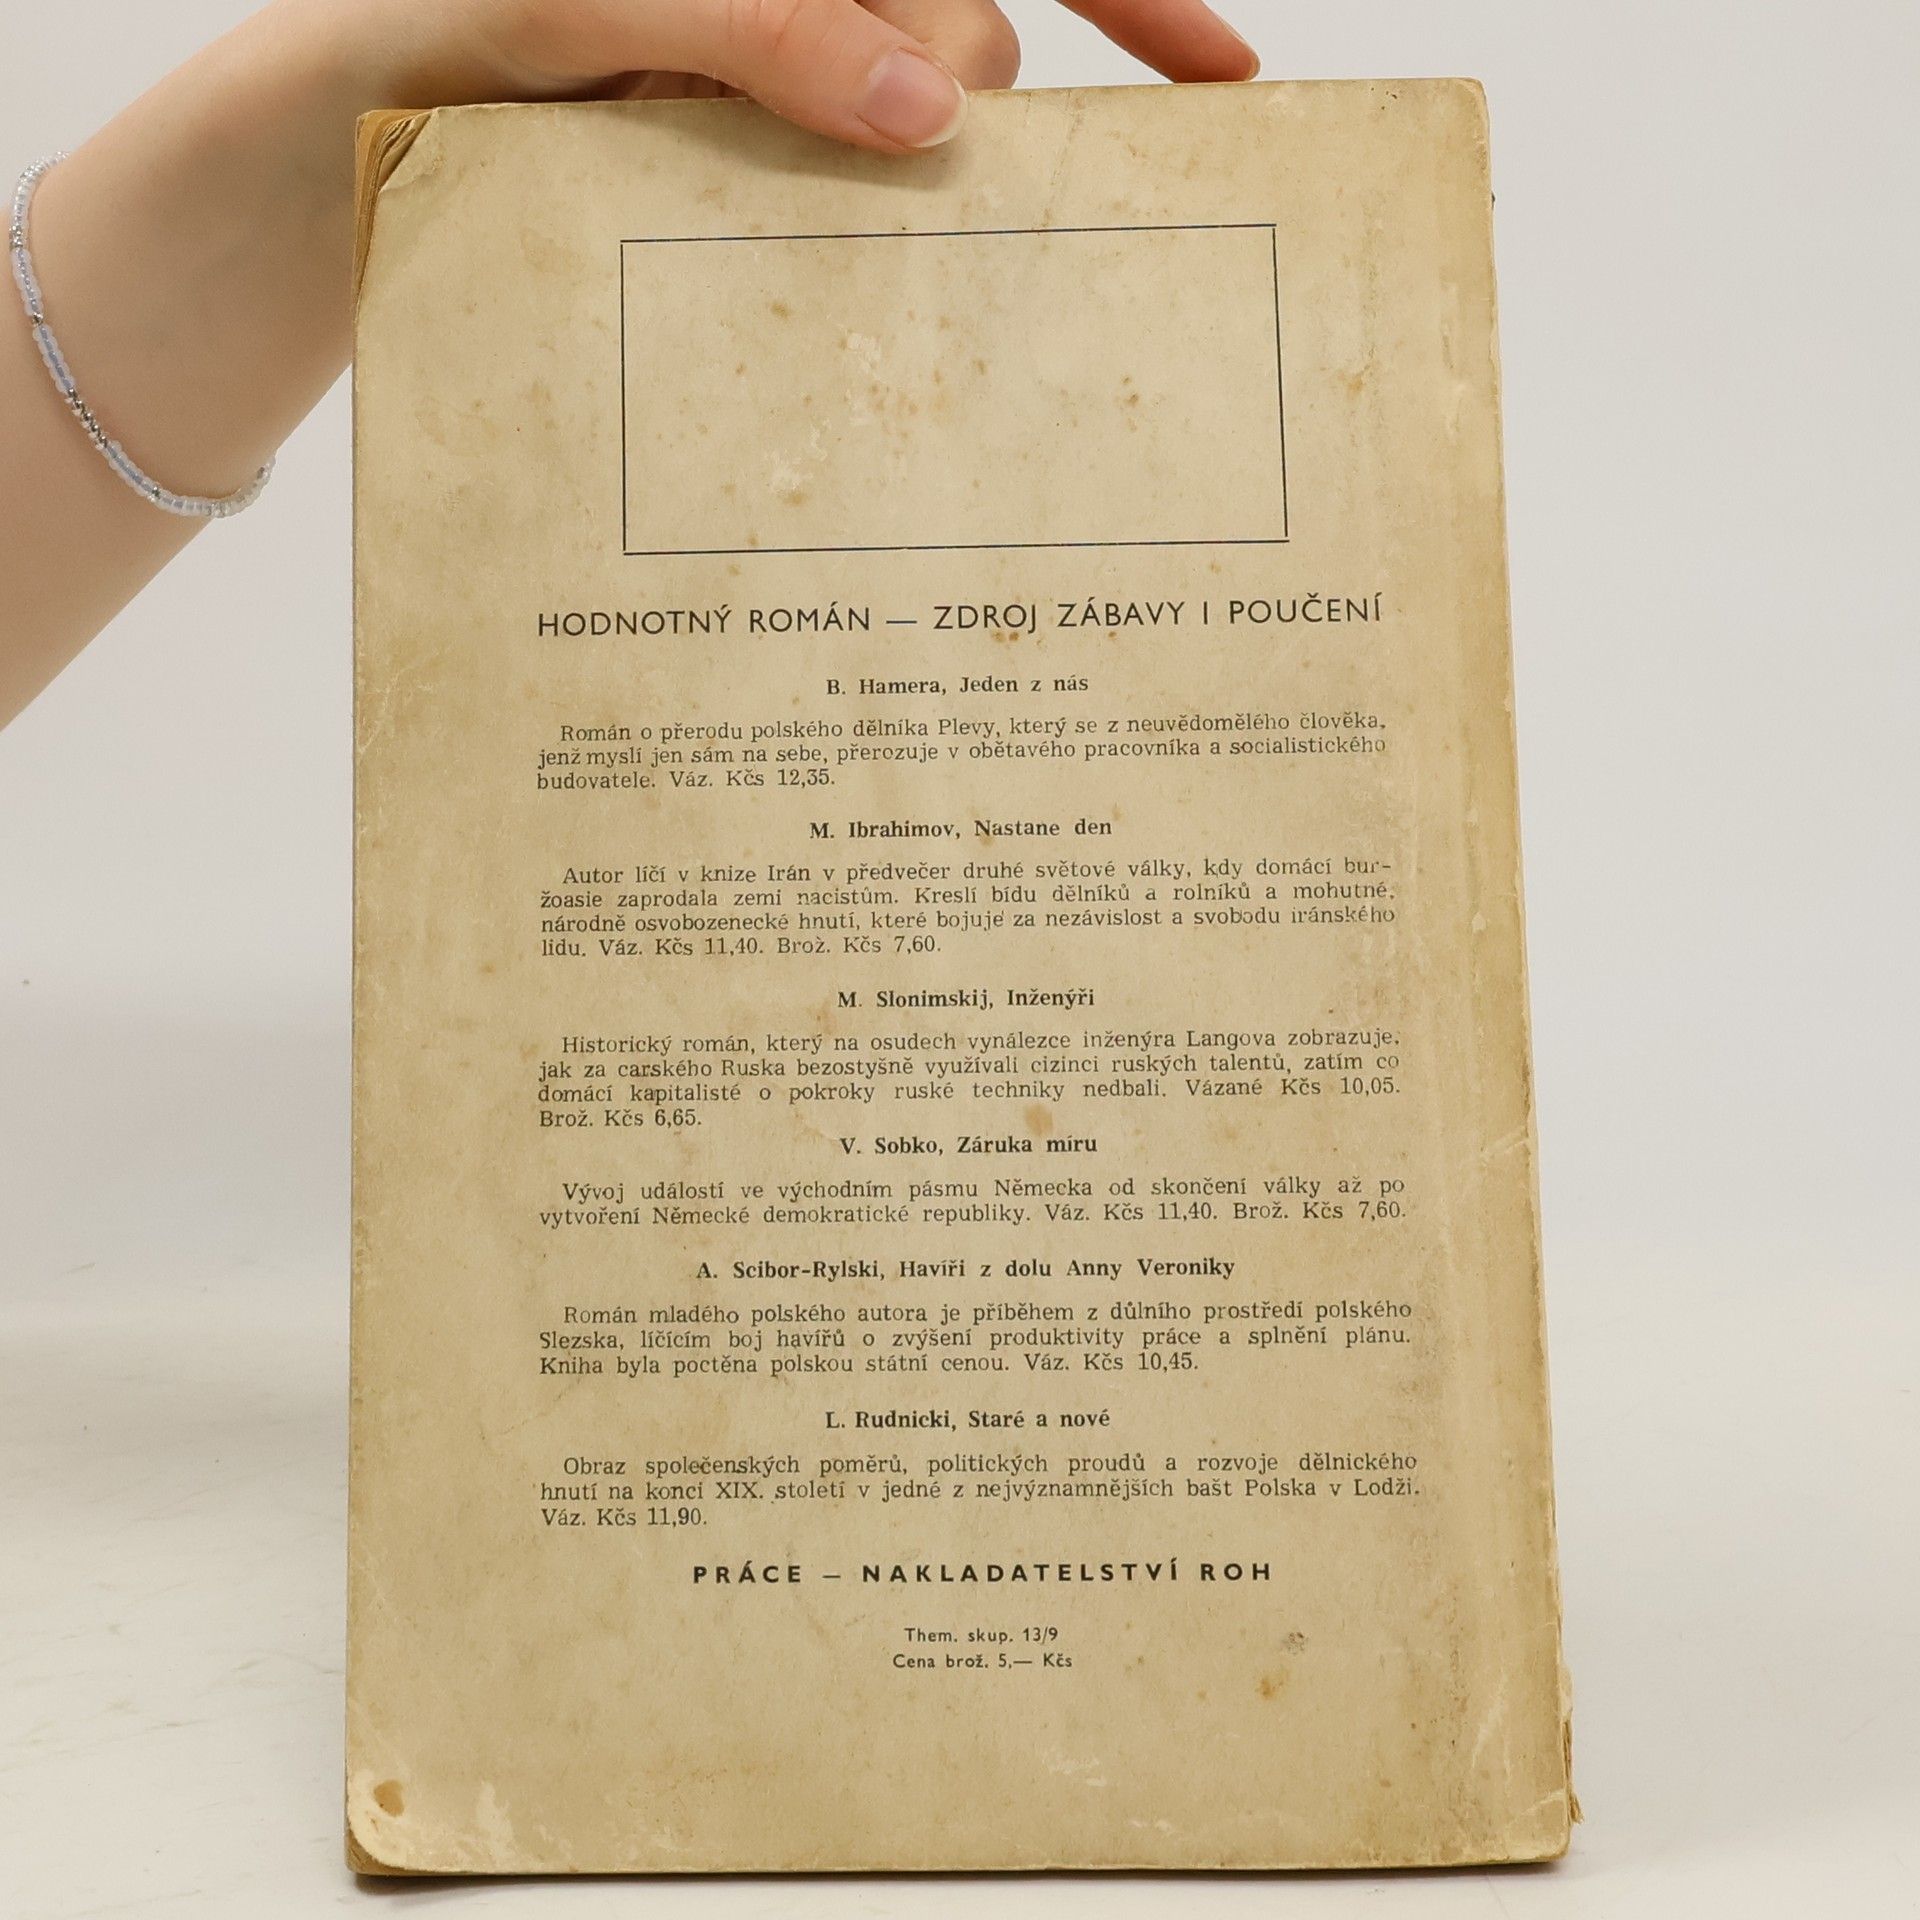 HODNOTNÝ ROMÁN — ZDROJ ZÁBAVY I POUČENÍ
B. Hamera, Jeden z nás
Román o přerodu polského dělníka Plevy, který se z neuvědomělého člověka,
jenž myslí jen sám na sebe, přerozuje v obětavého pracovníka a socialistického
budovatele. Váz. Kčs 12,35.
M. Ibrahimov, Nastane den
Autor líčí v knize Irán v předvečer druhé světové války, kdy domácí bur-
žoasie zaprodala zemi nacistům. Kreslí bídu dělníků a rolníků a mohutné,
národně osvobozenecké hnutí, které bojuje za nezávislost a svobodu iránského
lidu. Váz. Kčs 11,40. Brož. Kčs 7,60.
M. Slonimskij, Inženýři
Historický román, který na osudech vynálezce inženýra Langova zobrazuje,
jak za carského Ruska bezostyšně využívali cizinci ruských talentů, zatím co
domácí kapitalisté o pokroky ruské techniky nedbali. Vázané Kčs 10,05.
Brož. Kčs 6,65.
V. Sobko, Záruka míru
Vývoj událostí ve východním pásmu Německa od skončení války až po
vytvoření Německé demokratické republiky. Váz. Kčs 11,40. Brož. Kčs 7,60.
A. Scibor-Rylski, Havíři z dolu Anny Veroniky
Román mladého polského autora je příběhem z důlního prostředí polského
Slezska, líčícím boj havířů o zvýšení produktivity práce a splnění plánu.
Kniha byla poctěna polskou státní cenou. Váz. Kčs 10,45.
L. Rudnicki, Staré a nové
Obraz společenských poměrů, politických proudů a rozvoje dělnického
hnutí na konci XIX. století v jedné z nejvýznamnějších bašt Polska v Lodži.
Váz. Kčs 11,90.
PRÁCE — NAKLADATELSTVÍ ROH
Them. skup. 13/9
Cena brož. 5,— Kčs